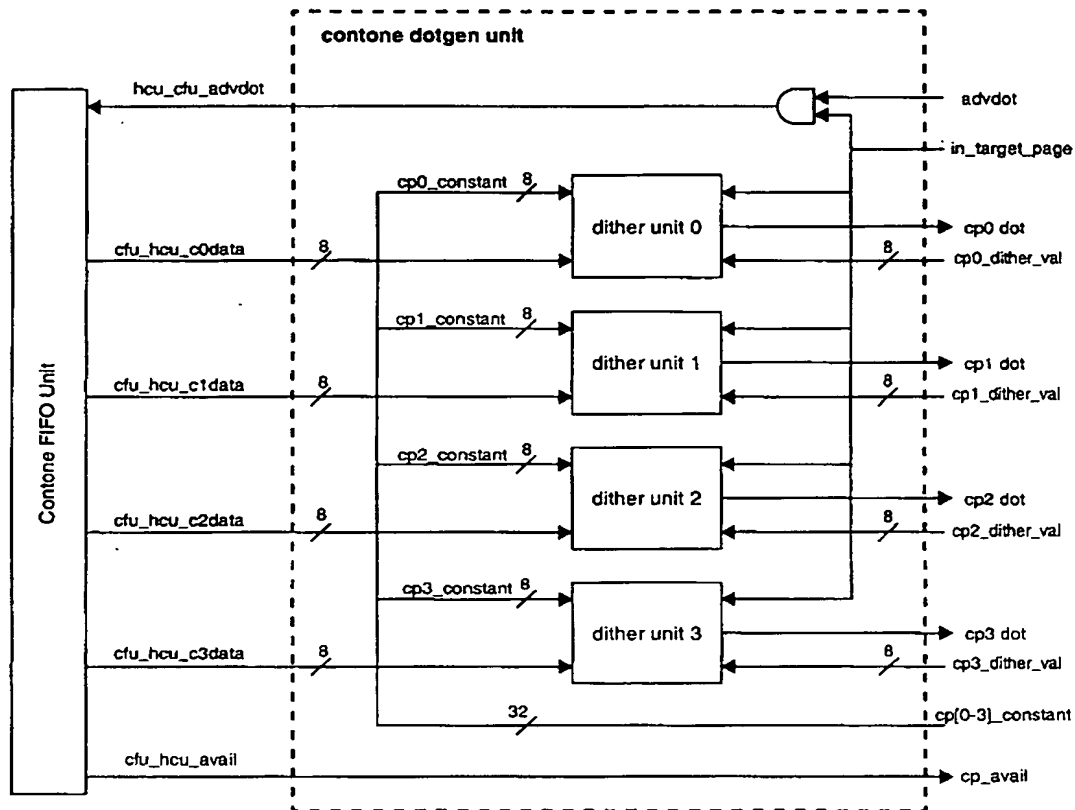 contone dotgen unit
hcu_cfu_advdot
advdot
in_target_page
cp0_constant 8
dither unit 0
cp0 dot
cfu_hcu_c0data 8
8 cp0_dither_val
cp1_constant 8
dither unit 1
cp1 dot
cfu_hcu_c1data 8
8 cp1_dither_val
Contone FIFO Unit
cp2_constant 8
dither unit 2
cp2 dot
cfu_hcu_c2data 8
8 cp2_dither_val
cp3_constant 8
dither unit 3
cp3 dot
cfu_hcu_c3data 8
8 cp3_dither_val
32 cp[0-3]_constant
cfu_hcu_avail
cp_avail